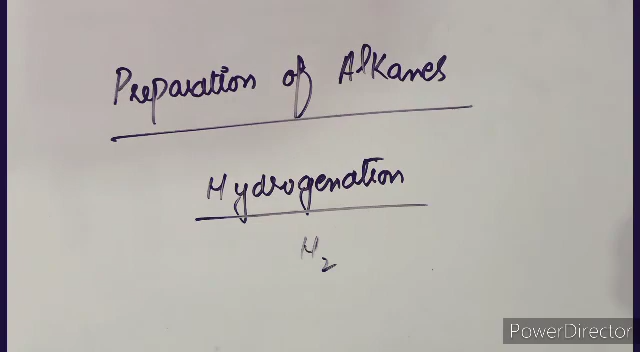 Preparation of Alkanes
Hydrogenation
H2
PowerDirector